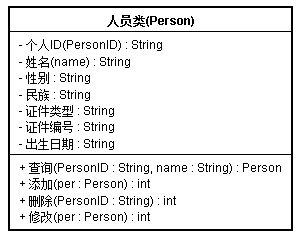 人员类(Person)
- 个人ID(PersonID) : String
- 姓名(name) : String
- 性别 : String
- 民族 : String
- 证件类型 : String
- 证件编号 : String
- 出生日期 : String
+ 查询(PersonID : String, name : String) : Person
+ 添加(per : Person) : int
+ 删除(PersonID : String) : int
+ 修改(per : Person) : int